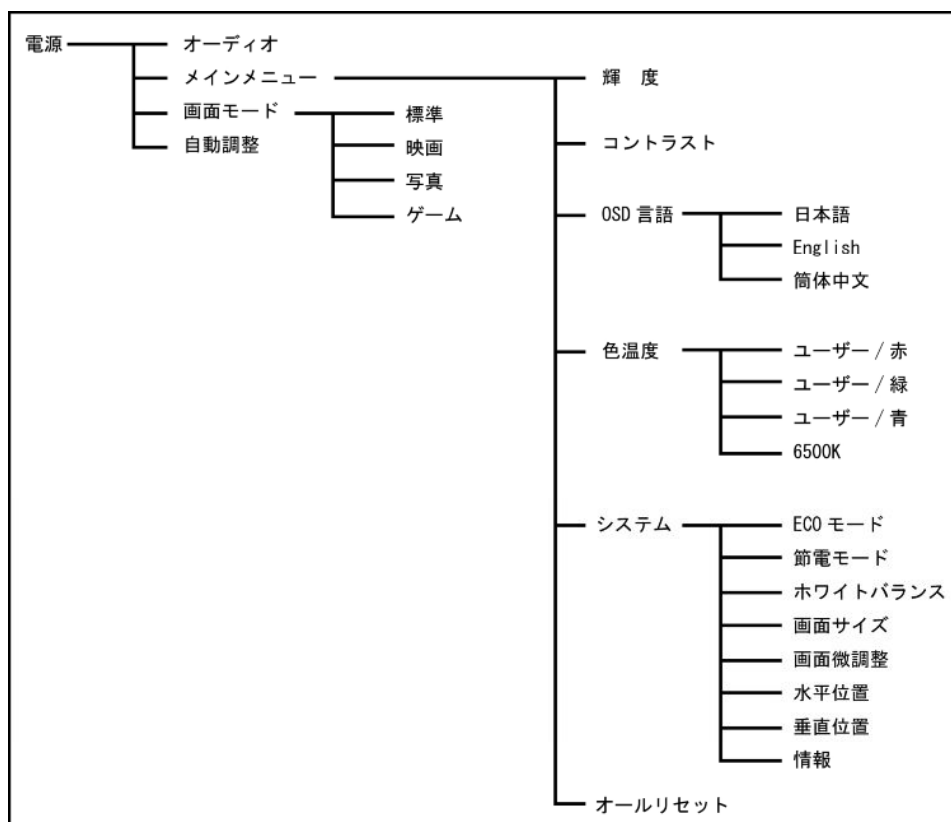 電源
オーディオ
メインメニュー
画面モード
自動調整
標準
映画
写真
ゲーム
輝 度
コントラスト
OSD 言語
日本語
English
筒体中文
色温度
ユーザー / 赤
ユーザー / 緑
ユーザー / 青
6500K
システム
ECO モード
節電モード
ホワイトバランス
画面サイズ
画面微調整
水平位置
垂直位置
情報
オールリセット